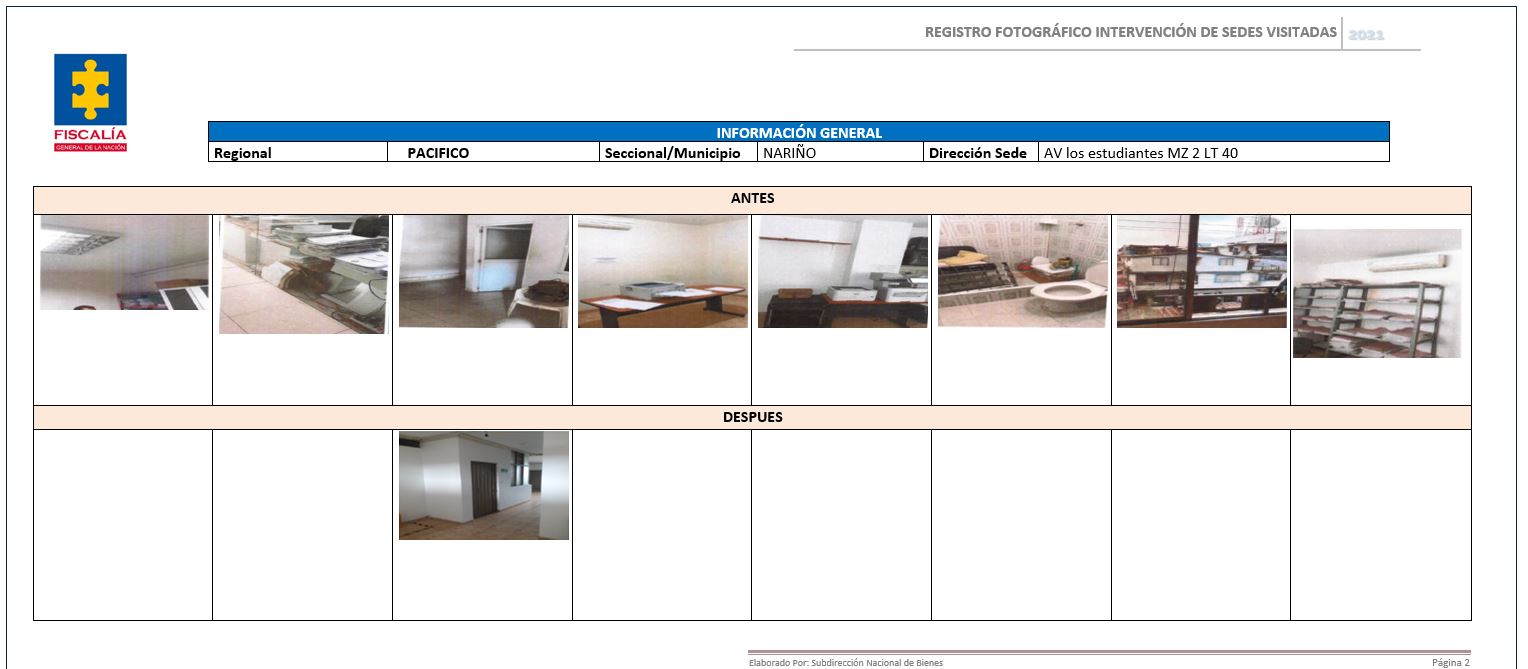 REGISTRO FOTOGRÁFICO INTERVENCIÓN DE SEDES VISITADAS 2021
FISCALÍA
GENERAL DE LA NACIÓN
INFORMACIÓN GENERAL
Regional PACIFICO Seccional/Municipio NARIÑO Dirección Sede AV los estudiantes MZ 2 LT 40
ANTES
DESPUES
Elaborado Por: Subdirección Nacional de Bienes Página 2